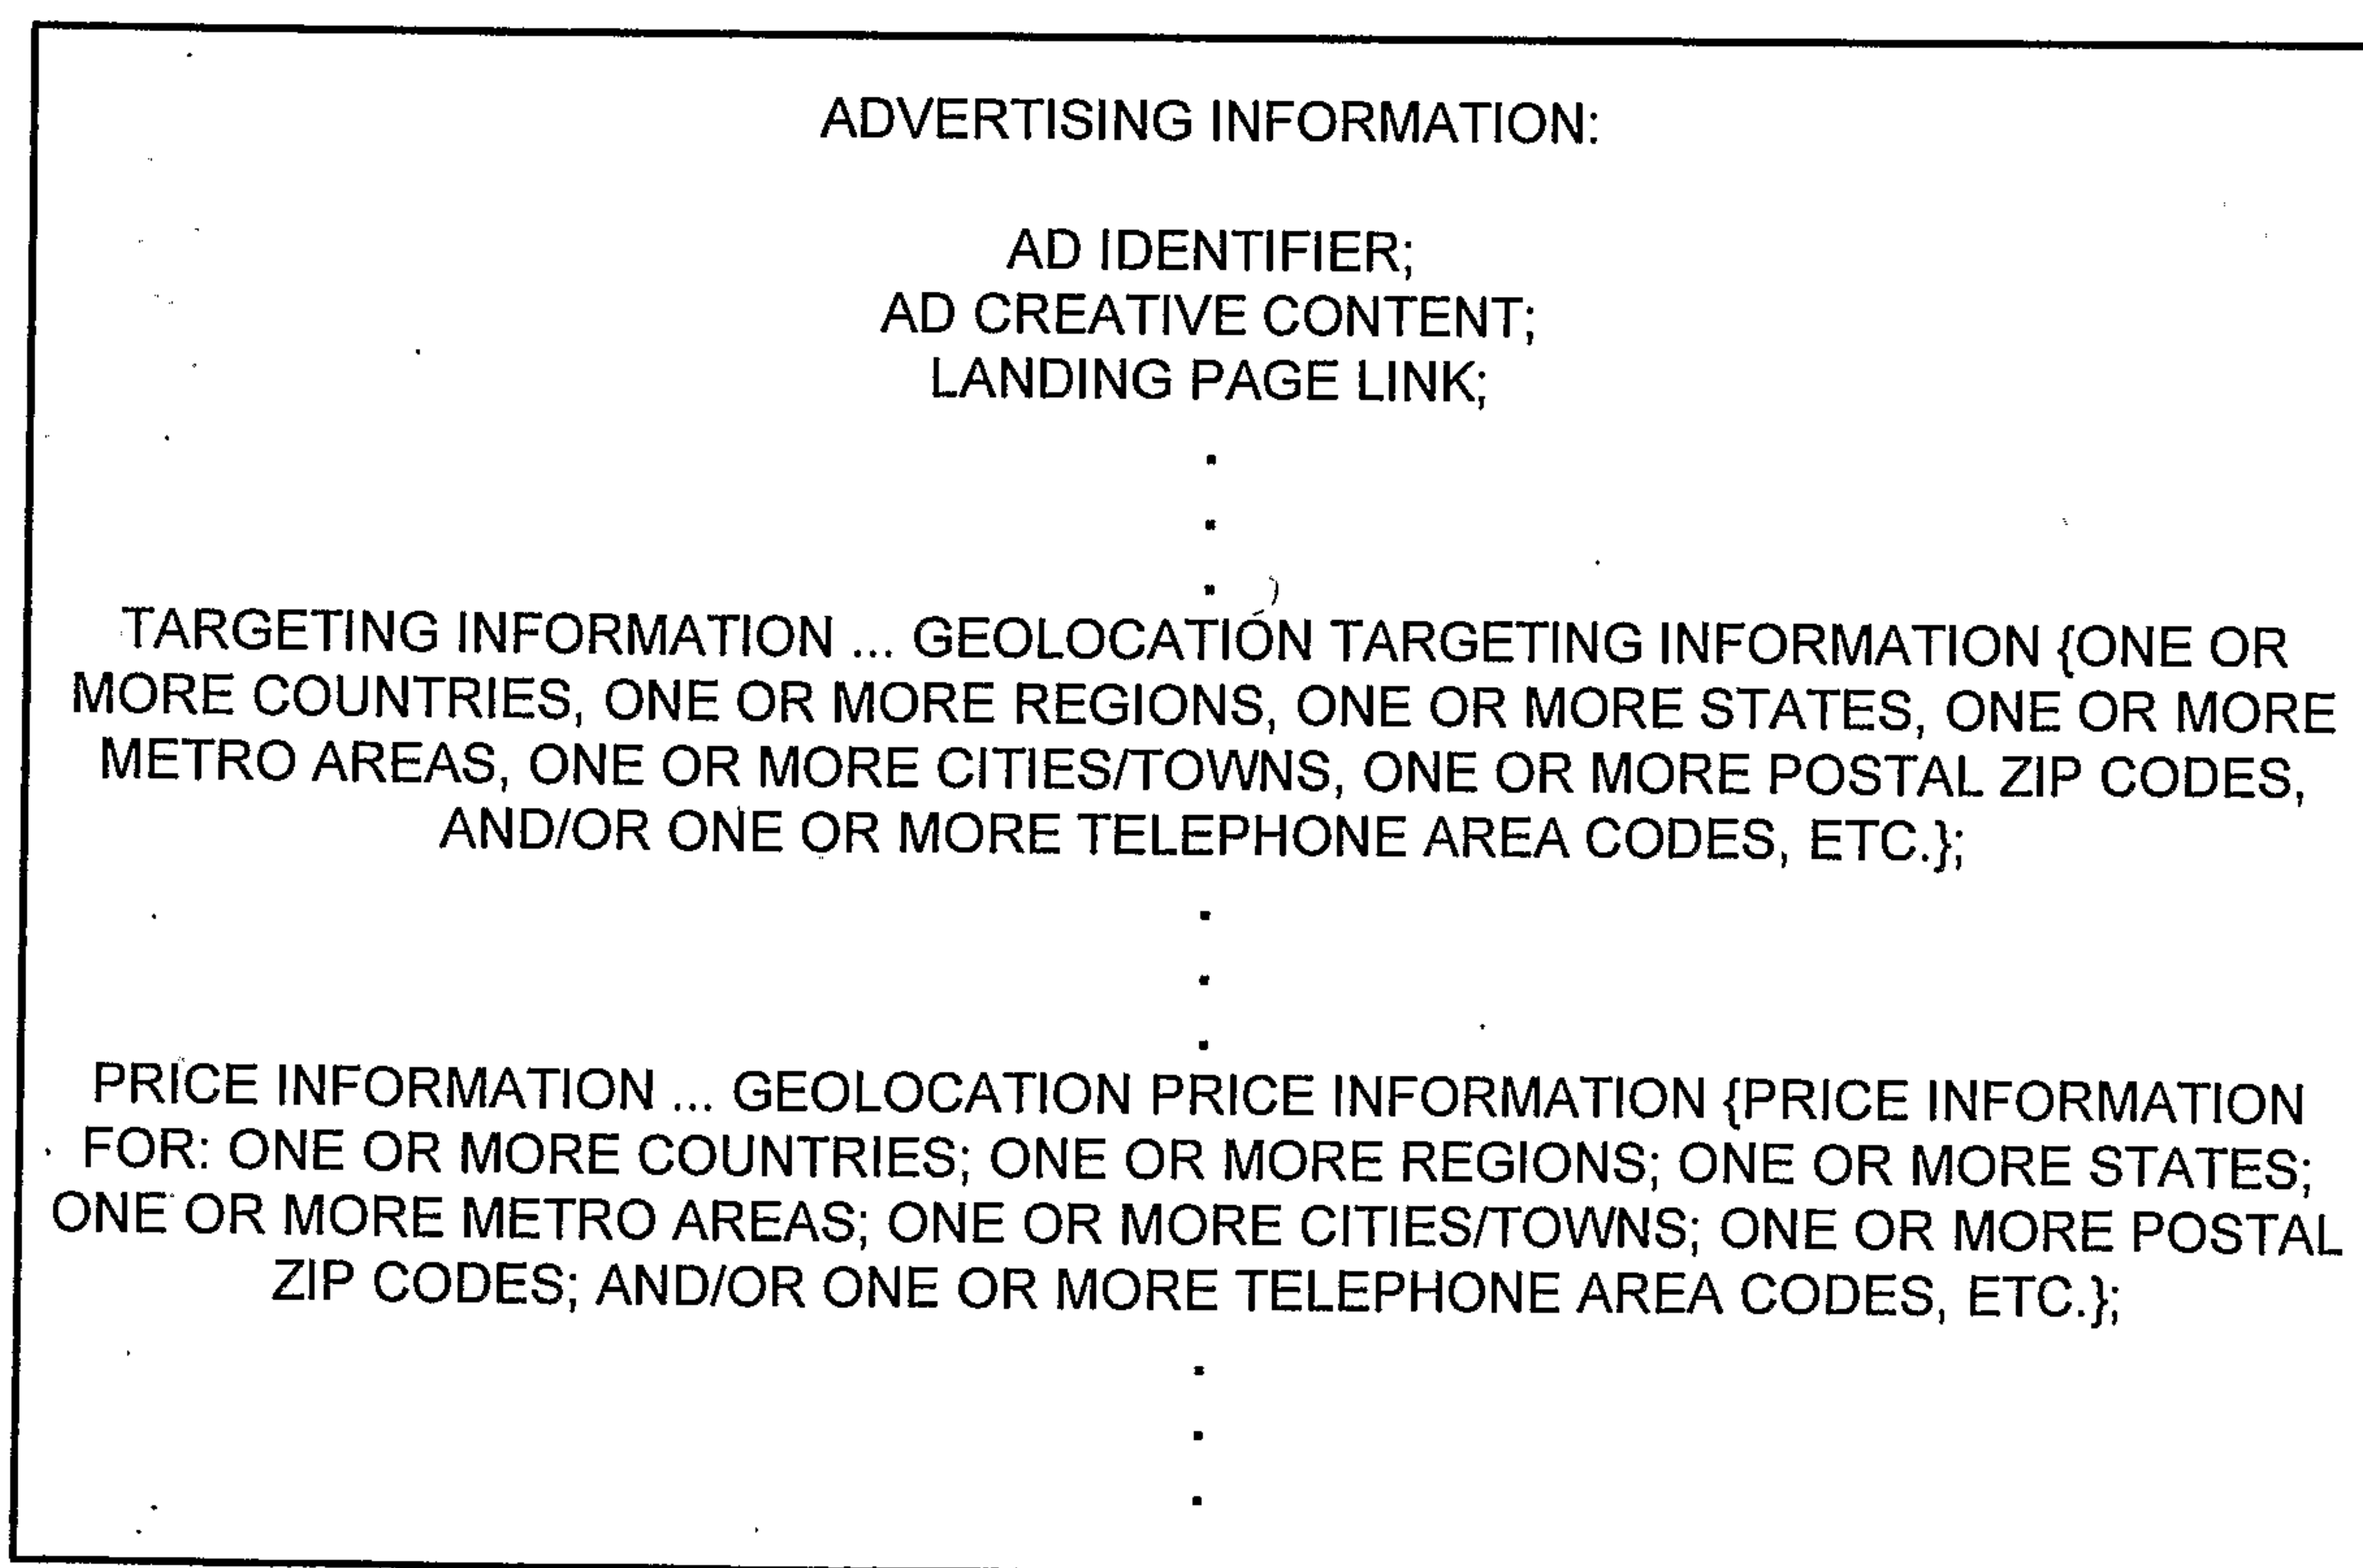 ADVERTISING INFORMATION:
AD IDENTIFIER;
AD CREATIVE CONTENT;
LANDING PAGE LINK;
.
.
.
TARGETING INFORMATION ... GEOLOCATION TARGETING INFORMATION {ONE OR
MORE COUNTRIES, ONE OR MORE REGIONS, ONE OR MORE STATES, ONE OR MORE
METRO AREAS, ONE OR MORE CITIES/TOWNS, ONE OR MORE POSTAL ZIP CODES,
AND/OR ONE OR MORE TELEPHONE AREA CODES, ETC.};
.
.
.
PRICE INFORMATION ... GEOLOCATION PRICE INFORMATION {PRICE INFORMATION
FOR: ONE OR MORE COUNTRIES; ONE OR MORE REGIONS; ONE OR MORE STATES;
ONE OR MORE METRO AREAS; ONE OR MORE CITIES/TOWNS; ONE OR MORE POSTAL
ZIP CODES; AND/OR ONE OR MORE TELEPHONE AREA CODES, ETC.};
.
.
.